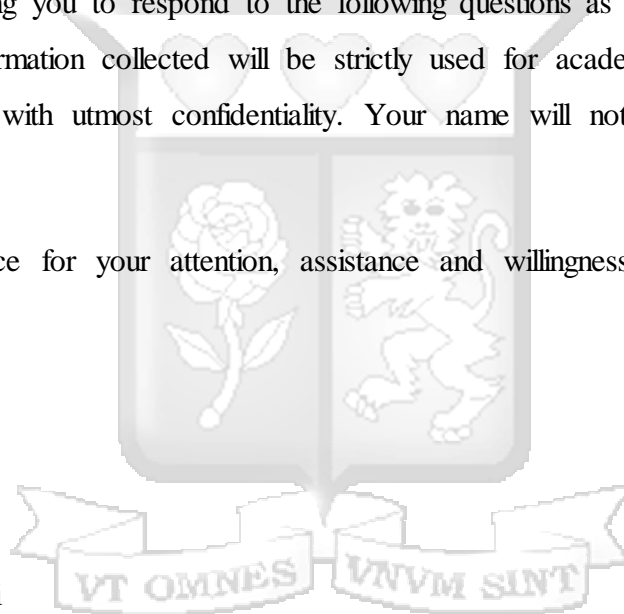 ng you to respond to the following questions as
rmation collected will be strictly used for acade
with utmost confidentiality. Your name will not
ce for your attention, assistance and willingness
VT OMNES VNVM SINT